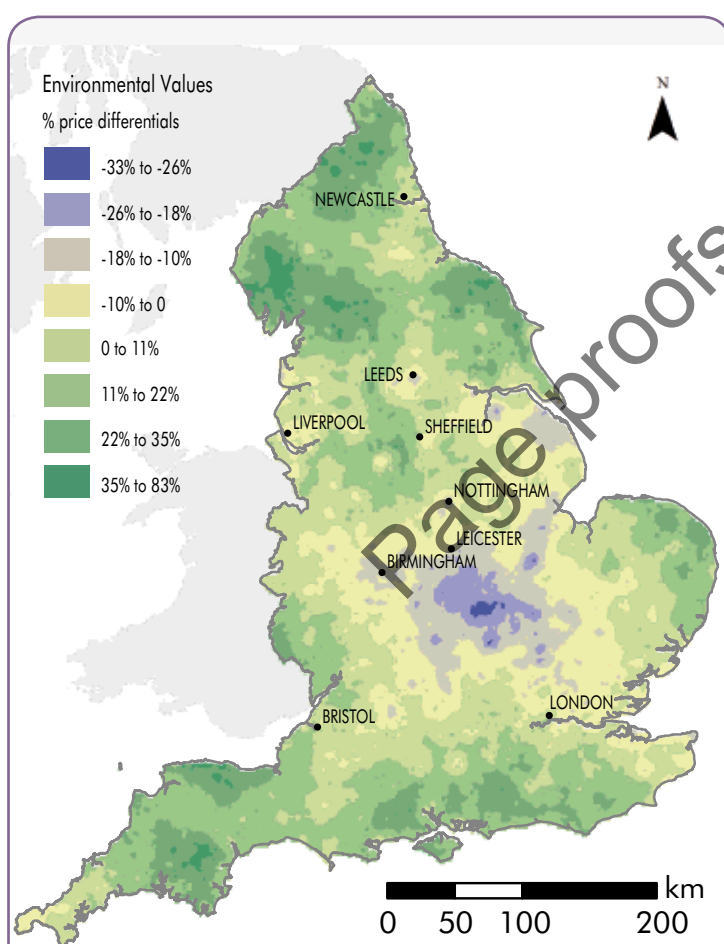 Environmental Values
% price differentials
-33% to -26%
-26% to -18%
-18% to -10%
-10% to 0
0 to 11%
11% to 22%
22% to 35%
35% to 83%
N
NEWCASTLE
LEEDS
LIVERPOOL
SHEFFIELD
NOTTINGHAM
LEICESTER
BIRMINGHAM
LONDON
BRISTOL
Page proofs
km
0 50 100 200